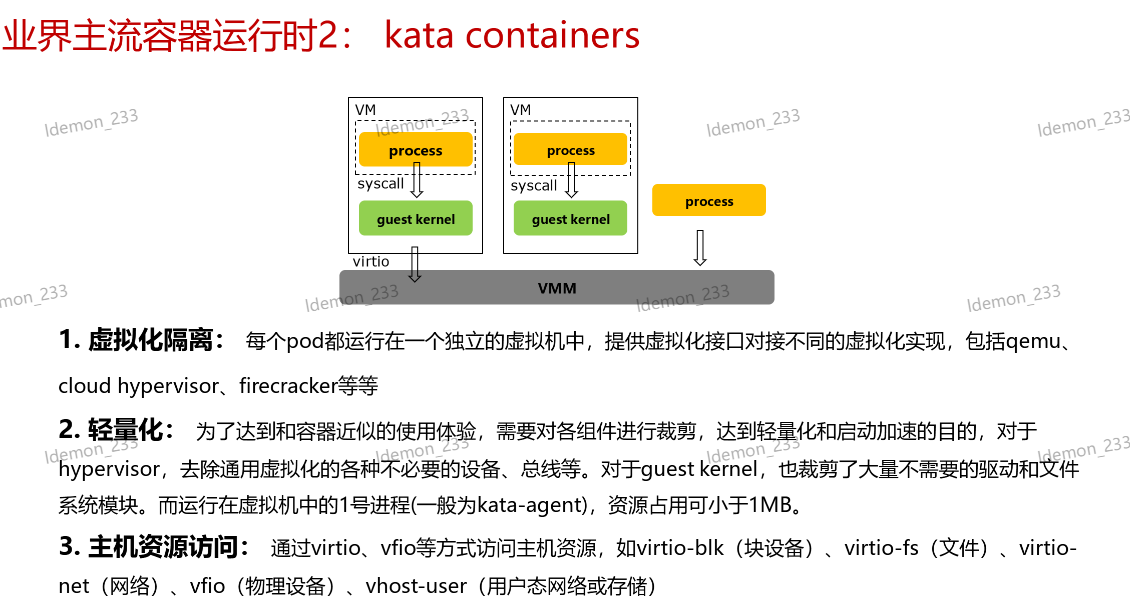 业界主流容器运行时2： kata containers
ldemon_233 ldemon_233 ldemon_233 ldemon_233
VM VM
process process
syscall syscall
process
guest kernel guest kernel
virtio
VMM
mon_233 ldemon_233 ldemon_233 ldemon_233
1. 虚拟化隔离： 每个pod都运行在一个独立的虚拟机中，提供虚拟化接口对接不同的虚拟化实现，包括qemu、
cloud hypervisor、firecracker等等
2. 轻量化： 为了达到和容器近似的使用体验，需要对各组件进行裁剪，达到轻量化和启动加速的目的，对于
ldemon_233 ldemon_233 ldemon_233 ldemon_233
hypervisor，去除通用虚拟化的各种不必要的设备、总线等。对于guest kernel，也裁剪了大量不需要的驱动和文件
系统模块。而运行在虚拟机中的1号进程(一般为kata-agent)，资源占用可小于1MB。
3. 主机资源访问： 通过virtio、vfio等方式访问主机资源，如virtio-blk（块设备）、virtio-fs（文件）、virtio-
net（网络）、vfio（物理设备）、vhost-user（用户态网络或存储）